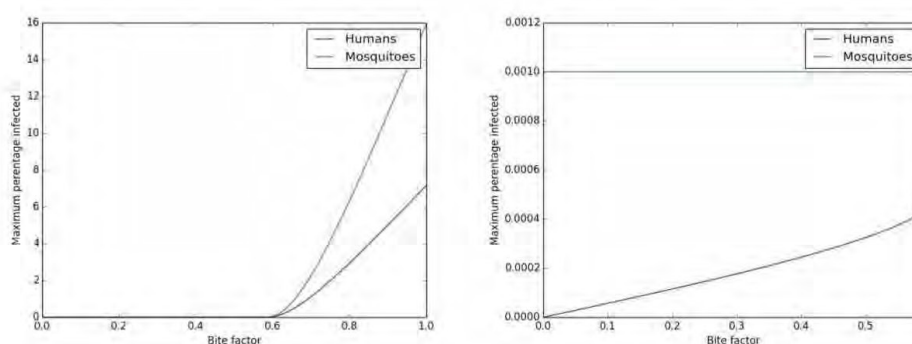 16
14
12
10
8
6
4
2
0
Maximum perentage infected
Humans
Mosquitoes
0.0 0.2 0.4 0.6 0.8 1.0
Bite factor
0.0012
0.0010
0.0008
0.0006
0.0004
0.0002
0.0000
Maximum perentage infected
Humans
Mosquitoes
0.0 0.1 0.2 0.3 0.4 0.5
Bite factor